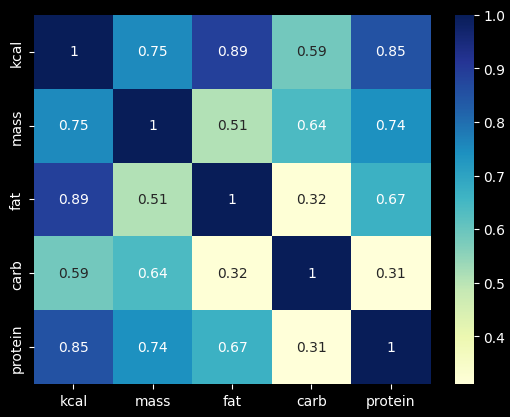 kcal 1 0.75 0.89 0.59 0.85
mass 0.75 1 0.51 0.64 0.74
fat 0.89 0.51 1 0.32 0.67
carb 0.59 0.64 0.32 1 0.31
protein 0.85 0.74 0.67 0.31 1
kcal mass fat carb protein
1.0
0.9
0.8
0.7
0.6
0.5
0.4